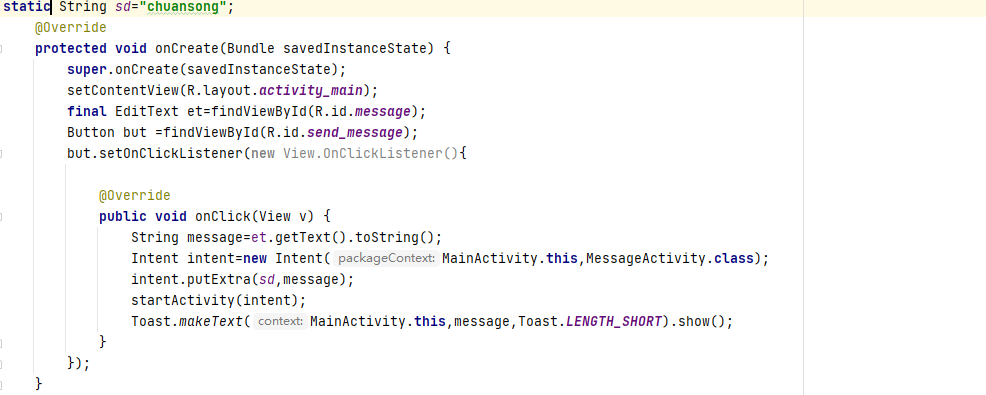 static String sd="chuansong";
@Override
protected void onCreate(Bundle savedInstanceState) {
super.onCreate(savedInstanceState);
setContentView(R.layout.activity_main);
final EditText et=findViewById(R.id.message);
Button but =findViewById(R.id.send_message);
but.setOnClickListener(new View.OnClickListener(){
@Override
public void onClick(View v) {
String message=et.getText().toString();
Intent intent=new Intent( packageContext: MainActivity.this,MessageActivity.class);
intent.putExtra(sd,message);
startActivity(intent);
Toast.makeText( context: MainActivity.this,message,Toast.LENGTH_SHORT).show();
}
});
}